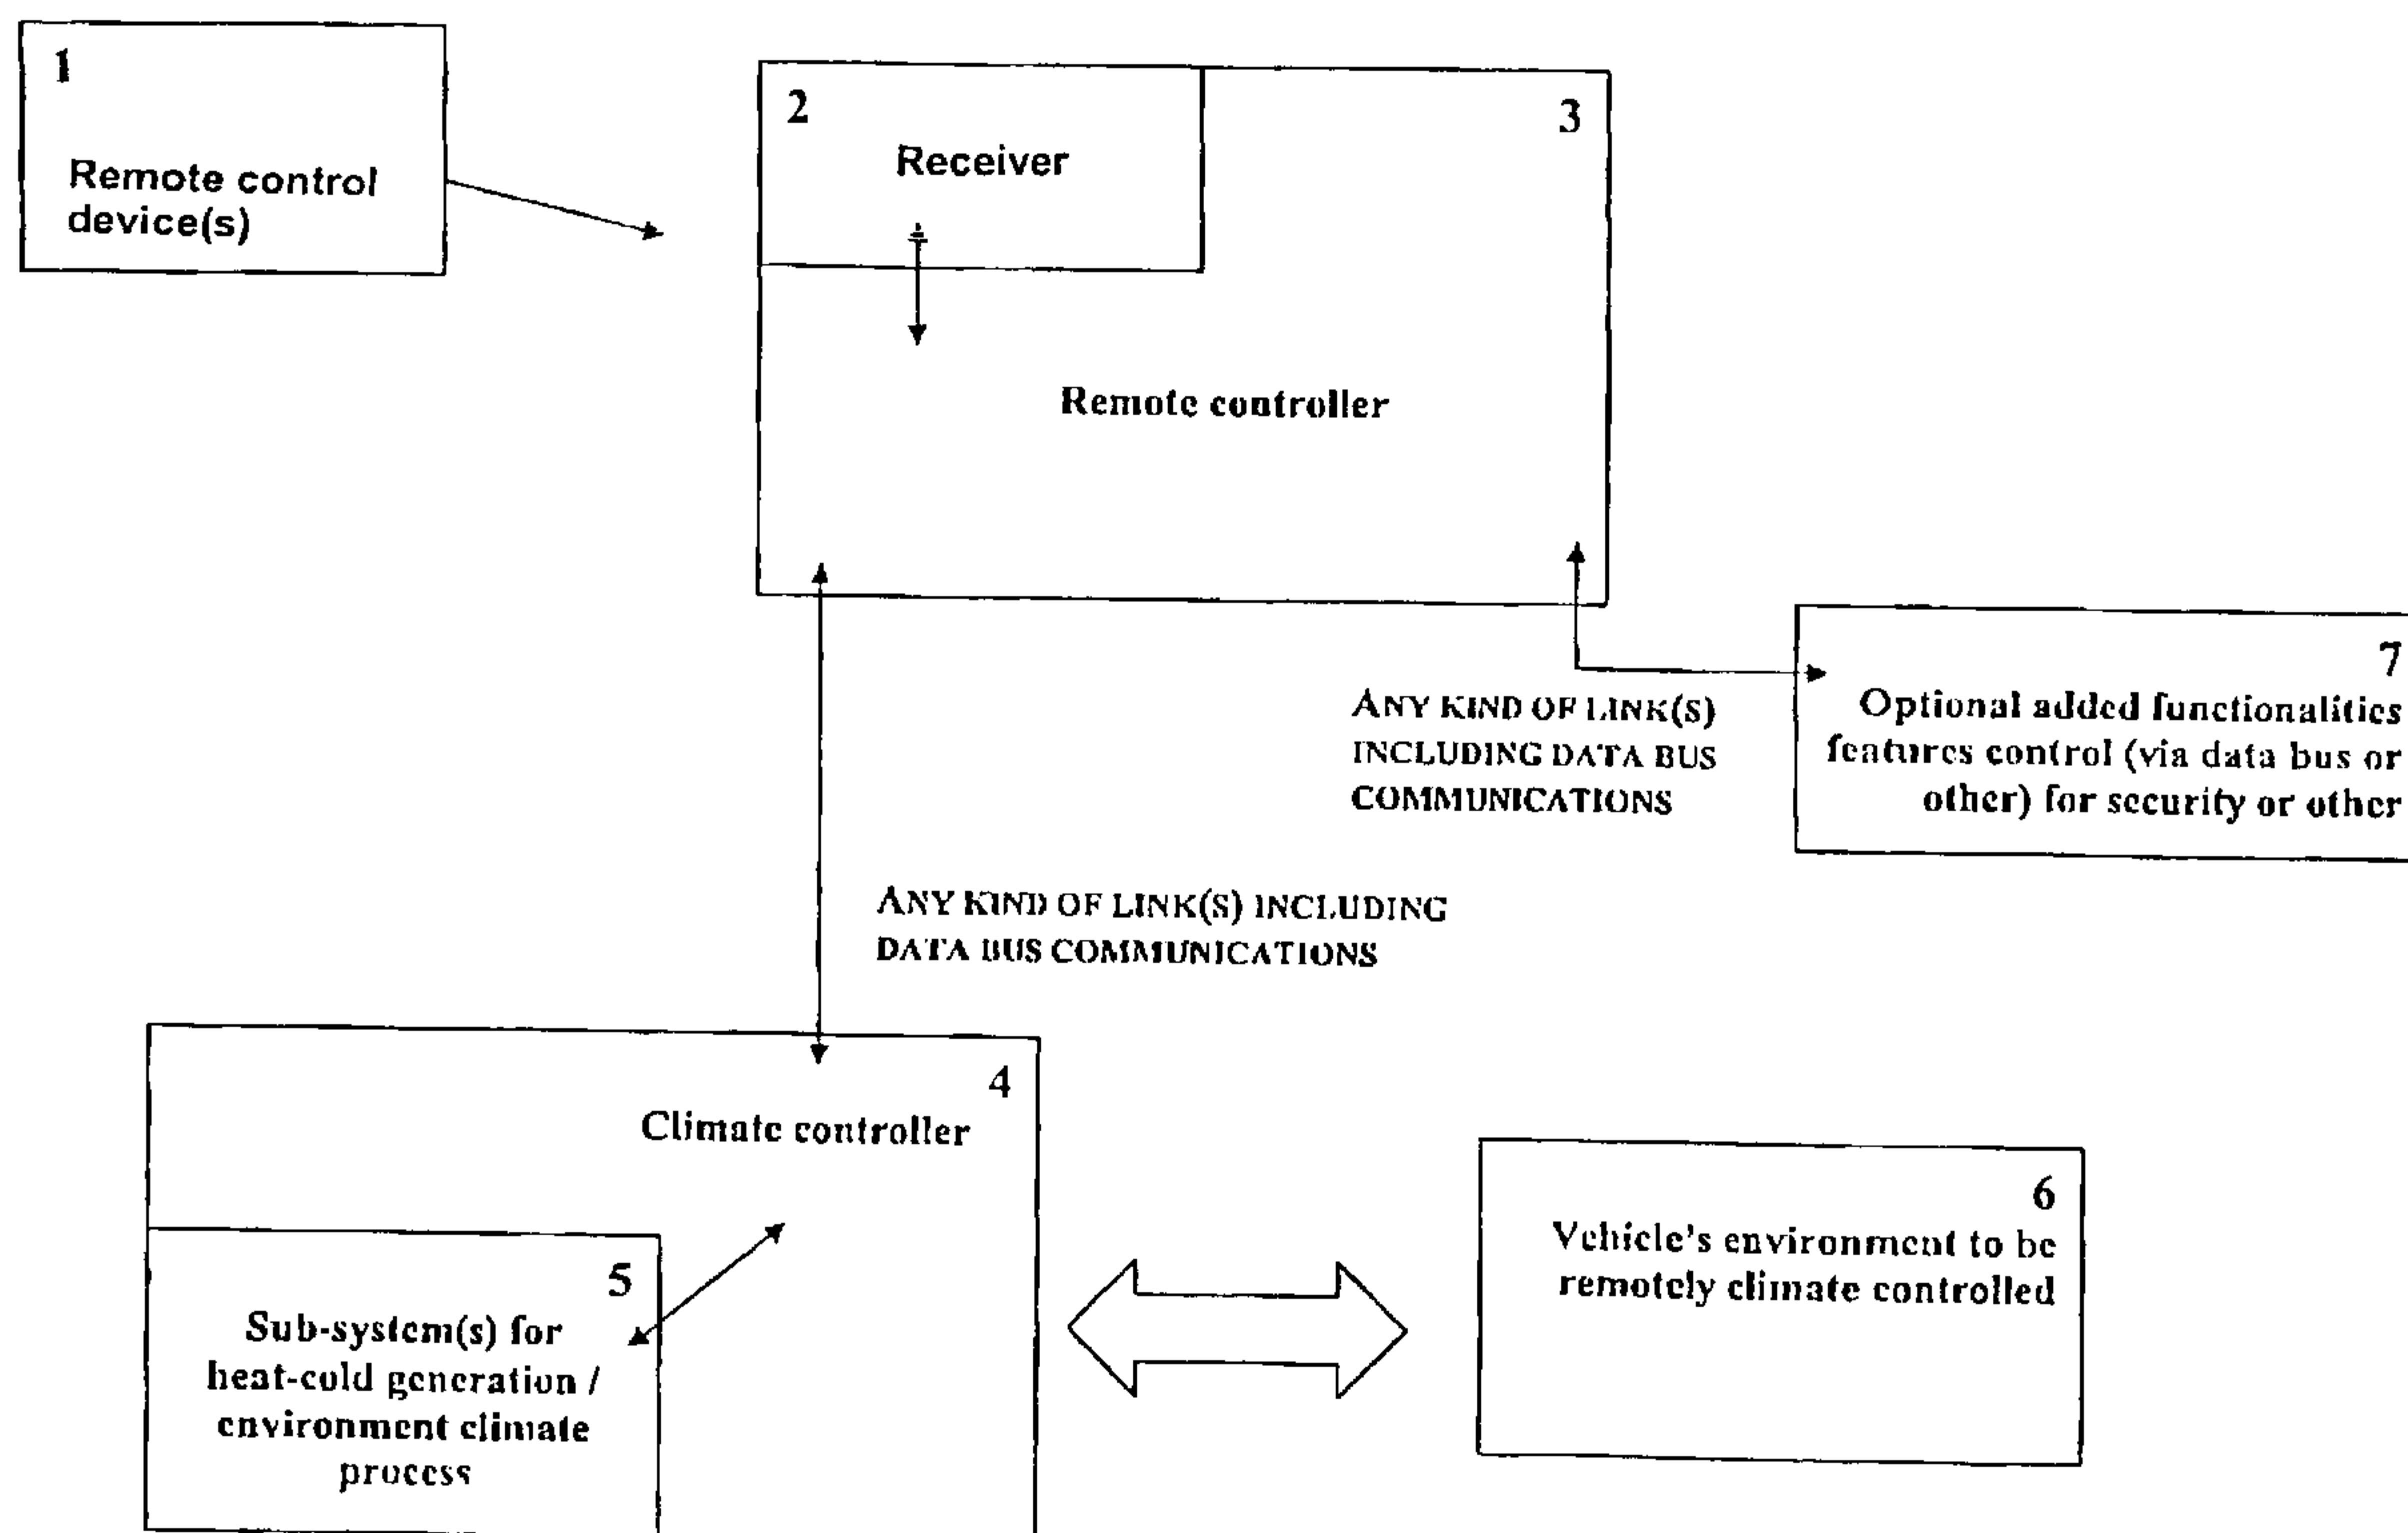 1
Remote control
device(s)
2
Receiver
3
Remote controller
7
Optional added functionalities
features control (via data bus or
other) for security or other
ANY KIND OF LINK(S)
INCLUDING DATA BUS
COMMUNICATIONS
ANY KIND OF LINK(S) INCLUDING
DATA BUS COMMUNICATIONS
4
Climate controller
5
Sub-system(s) for
heat-cold generation /
environment climate
process
6
Vehicle's environment to be
remotely climate controlled